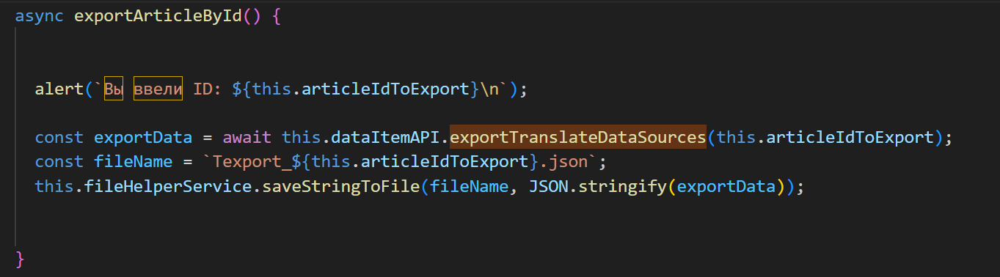 async exportArticleById() {
alert(`Вы ввели ID: ${this.articleIdToExport}\n`);
const exportData = await this.dataItemAPI.exportTranslateDataSources(this.articleIdToExport);
const fileName = `Texport_${this.articleIdToExport}.json`;
this.fileHelperService.saveStringToFile(fileName, JSON.stringify(exportData));
}